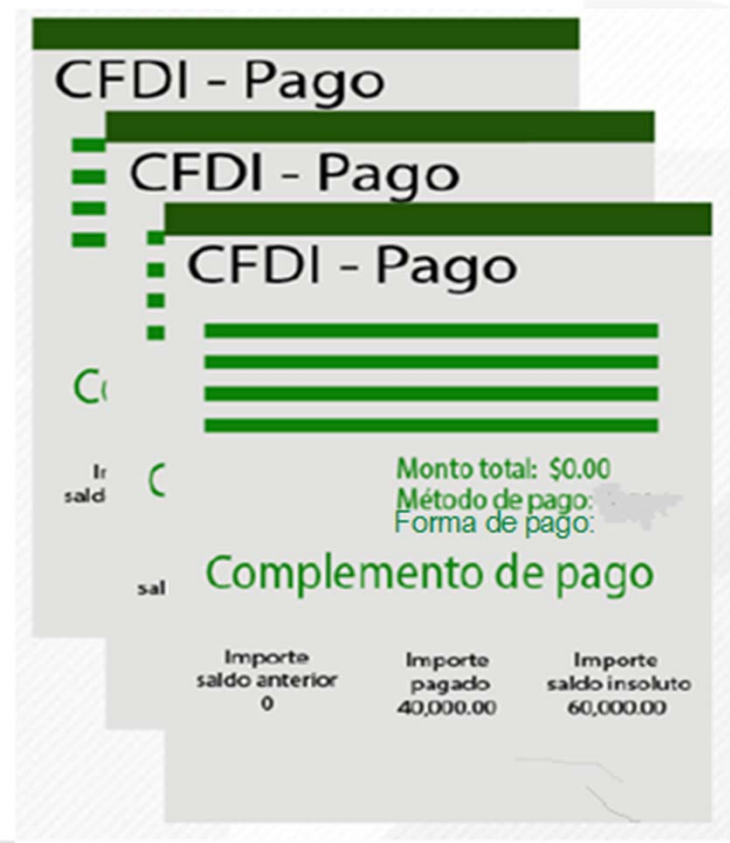 CFDI - Pago
CFDI - Pago
CFDI - Pago
Monto total: $0.00
Método de pago:
Forma de pago:
Complemento de pago
Importe
saldo anterior
0
Importe
pagado
40,000.00
Importe
saldo insoluto
60,000.00